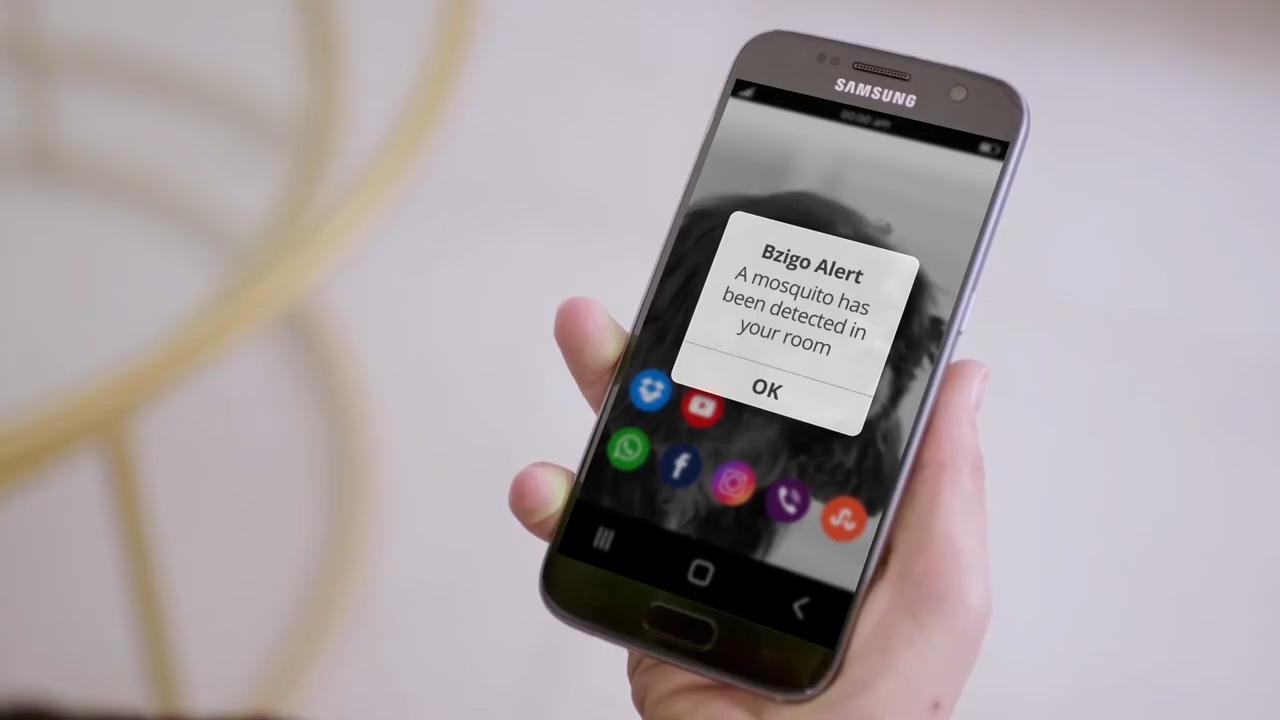 SAMSUNG
Bzigo Alert
A mosquito has
been detected in
your room
OK